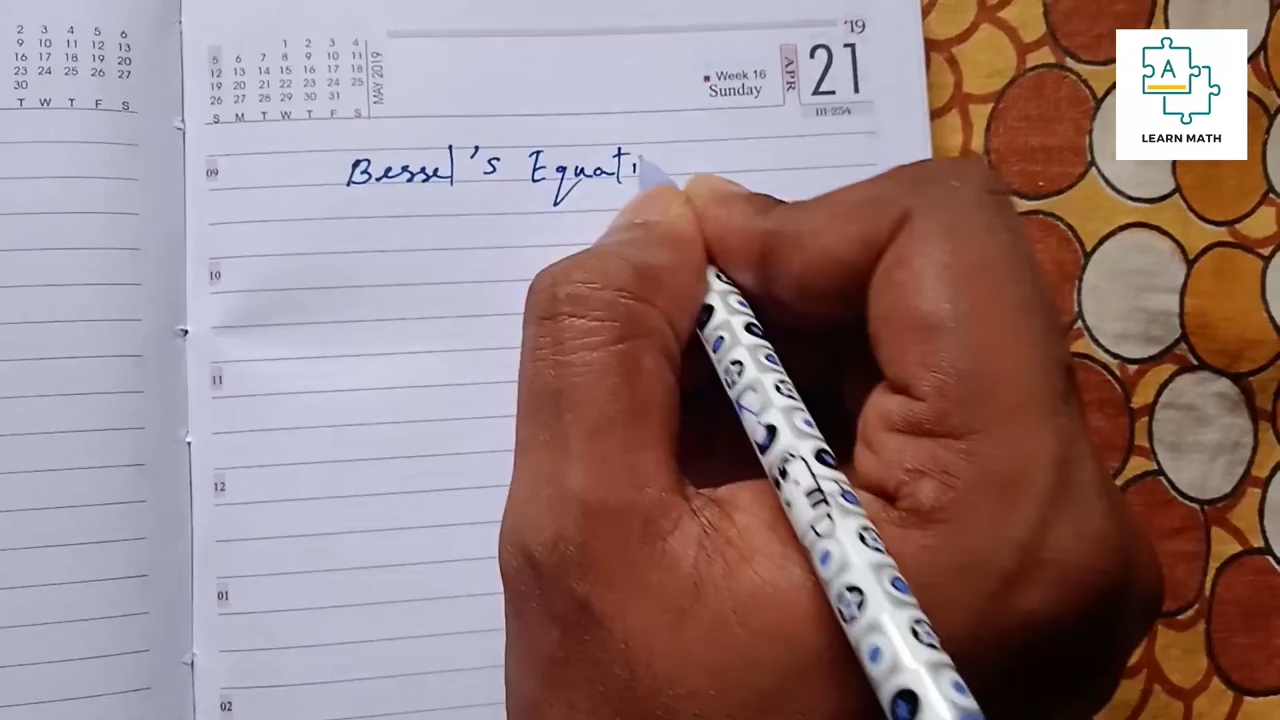 2 3 4 5 6
9 10 11 12 13
16 17 18 19 20
23 24 25 26 27
30
T W T F S
1 2 3 4
5 6 7 8 9 10 11
12 13 14 15 16 17 18
19 20 21 22 23 24 25
26 27 28 29 30 31
S M T W T F S
MAY 2019
'19
Week 16
Sunday
APR
21
111-254
A
LEARN MATH
09
Bessel's Equati
10
11
12
01
02